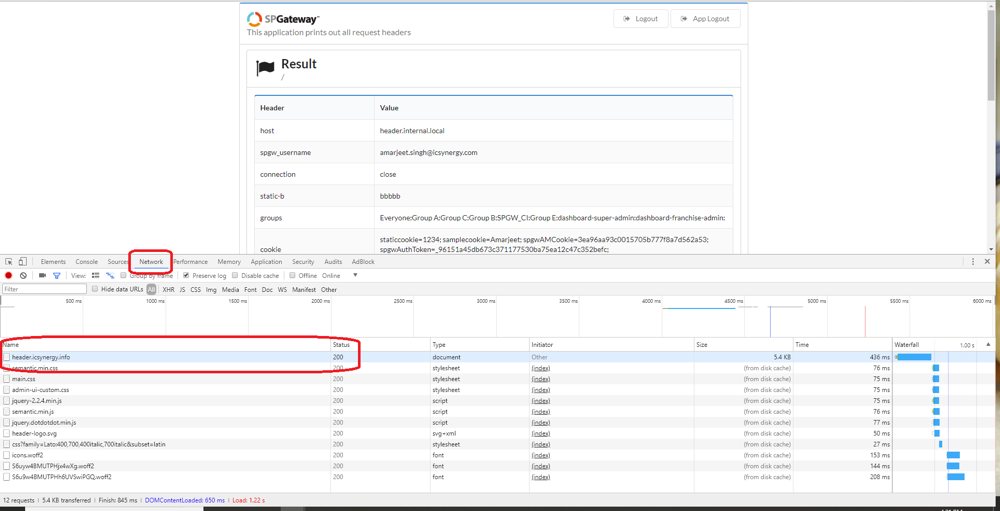 SPGateway™
Logout
App Logout
This application prints out all request headers
Result
/
Header Value
host header.internal.local
spgw_username amarjeet.singh@icsynergy.com
connection close
static-b bbbbb
groups Everyone:Group A:Group C:Group B:SPGW_CI:Group E:dashboard-super-admin:dashboard-franchise-admin:
cookie staticcookie=1234; samplecookie=Amarjeet; spgwAMCookie=3ea96aa93c0015705b777f8a7d562a53;
spgwAuthToken=_96151a45db673c371177530ba75ea12c47c352befc;
Elements Console Sources Network Performance Memory Application Security Audits AdBlock
View: Group by frame Preserve log Disable cache Offline Online
Filter Hide data URLs All XHR JS CSS Img Media Font Doc WS Manifest Other
500 ms 1000 ms 1500 ms 2000 ms 2500 ms 3000 ms 3500 ms 4000 ms 4500 ms 5000 ms 5500 ms 6000 ms
Name Status Type Initiator Size Time Waterfall 1.00 s
header.icsynergy.info 200 document Other 5.4 KB 436 ms
semantic.min.css 200 stylesheet (index) (from disk cache) 76 ms
main.css 200 stylesheet (index) (from disk cache) 75 ms
admin-ui-custom.css 200 stylesheet (index) (from disk cache) 75 ms
jquery-2.2.4.min.js 200 script (index) (from disk cache) 75 ms
semantic.min.js 200 script (index) (from disk cache) 76 ms
jquery.dotdotdot.min.js 200 script (index) (from disk cache) 77 ms
header-logo.svg 200 svg+xml (index) (from disk cache) 50 ms
css?family=Lato:400,700,400italic,700italic&subset=latin 200 stylesheet (index) (from disk cache) 27 ms
icons.woff2 200 font (index) (from disk cache) 153 ms
S6uyw4BMUTPHjx4wXg.woff2 200 font (index) (from disk cache) 144 ms
S6u9w4BMUTPHh6UVSwiPGQ.woff2 200 font (index) (from disk cache) 208 ms
12 requests | 5.4 KB transferred | Finish: 845 ms | DOMContentLoaded: 650 ms | Load: 1.22 s